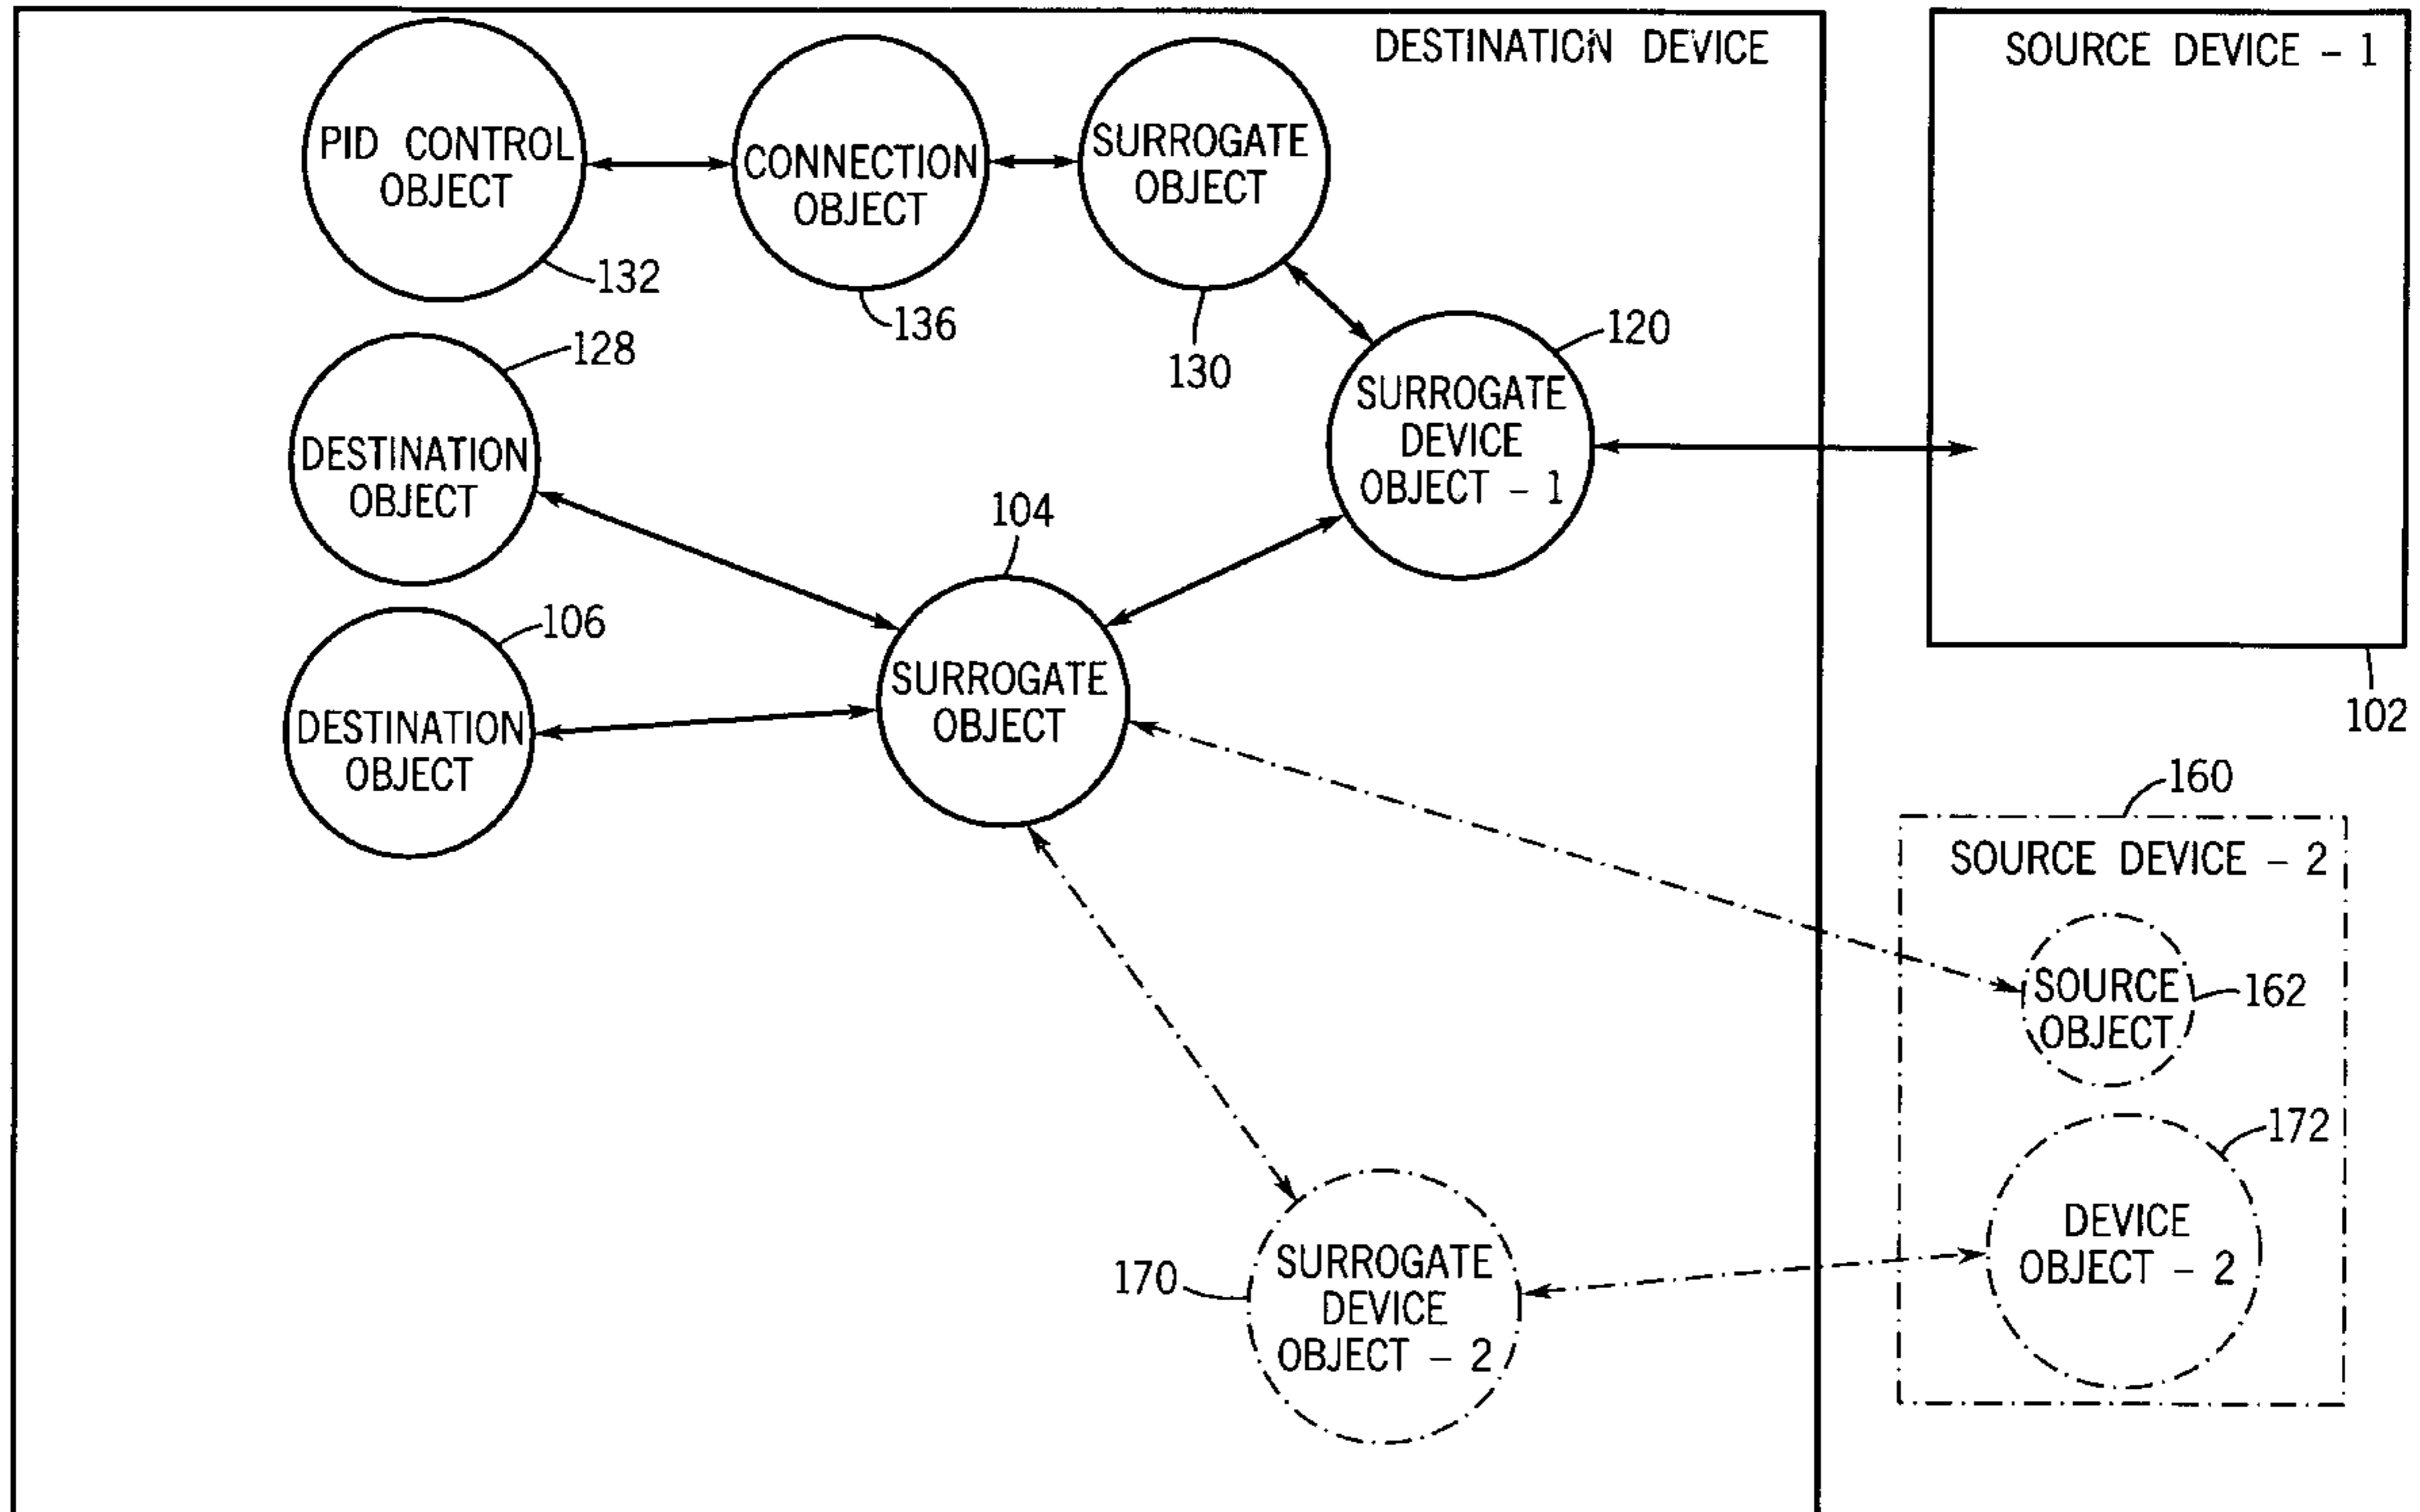 DESTINATION DEVICE
SOURCE DEVICE - 1
PID CONTROL
OBJECT
132
CONNECTION
OBJECT
136
SURROGATE
OBJECT
130
128
DESTINATION
OBJECT
120
SURROGATE
DEVICE
OBJECT - 1
104
SURROGATE
OBJECT
106
DESTINATION
OBJECT
102
160
SOURCE DEVICE - 2
SOURCE
OBJECT
162
172
DEVICE
OBJECT - 2
170
SURROGATE
DEVICE
OBJECT - 2